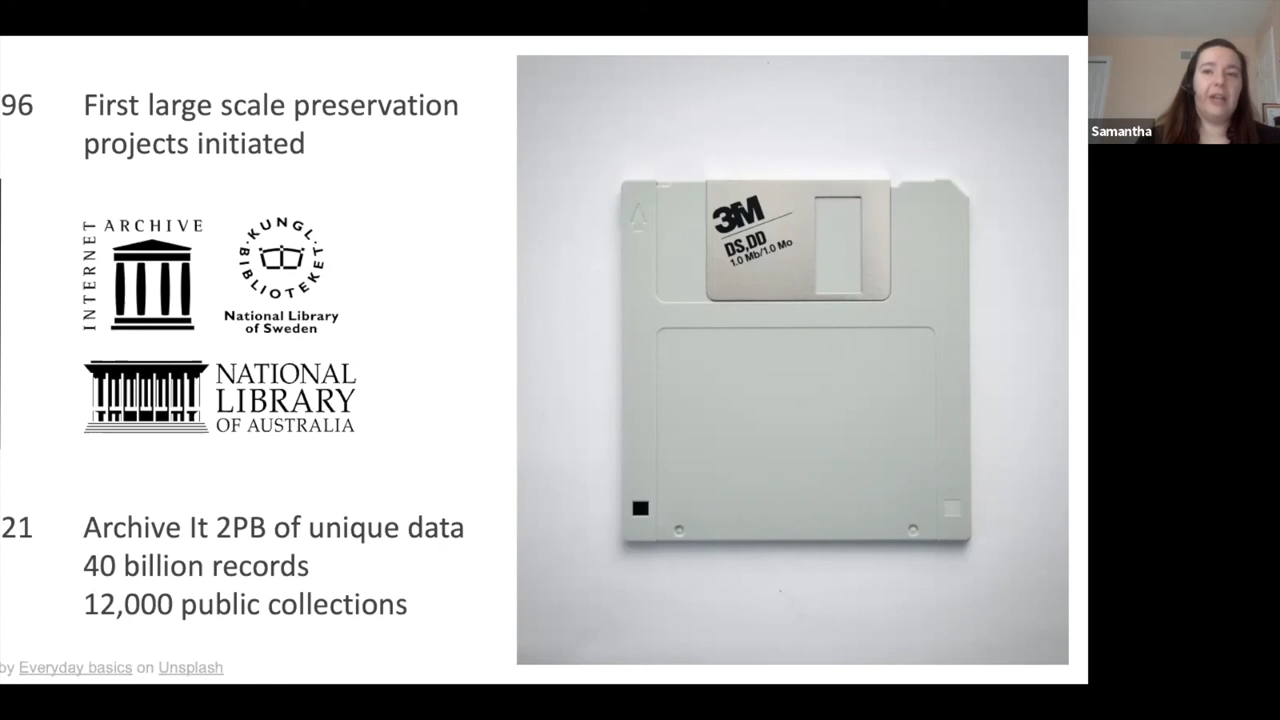 96 First large scale preservation
projects initiated
INTERNET ARCHIVE
KUNGL·BIBLIOTEKET·
National Library
of Sweden
NATIONAL
LIBRARY
OF AUSTRALIA
21 Archive It 2PB of unique data
40 billion records
12,000 public collections
by Everyday basics on Unsplash
3M
DS,DD
1.0 Mb/1.0 Mo
Samantha